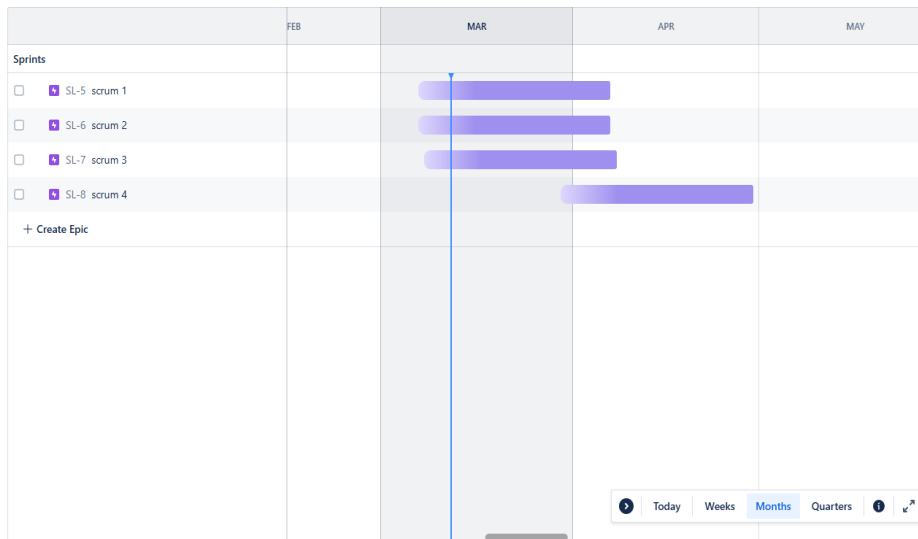 FEB MAR APR MAY
Sprints
SL-5 scrum 1
SL-6 scrum 2
SL-7 scrum 3
SL-8 scrum 4
+ Create Epic
Today Weeks Months Quarters